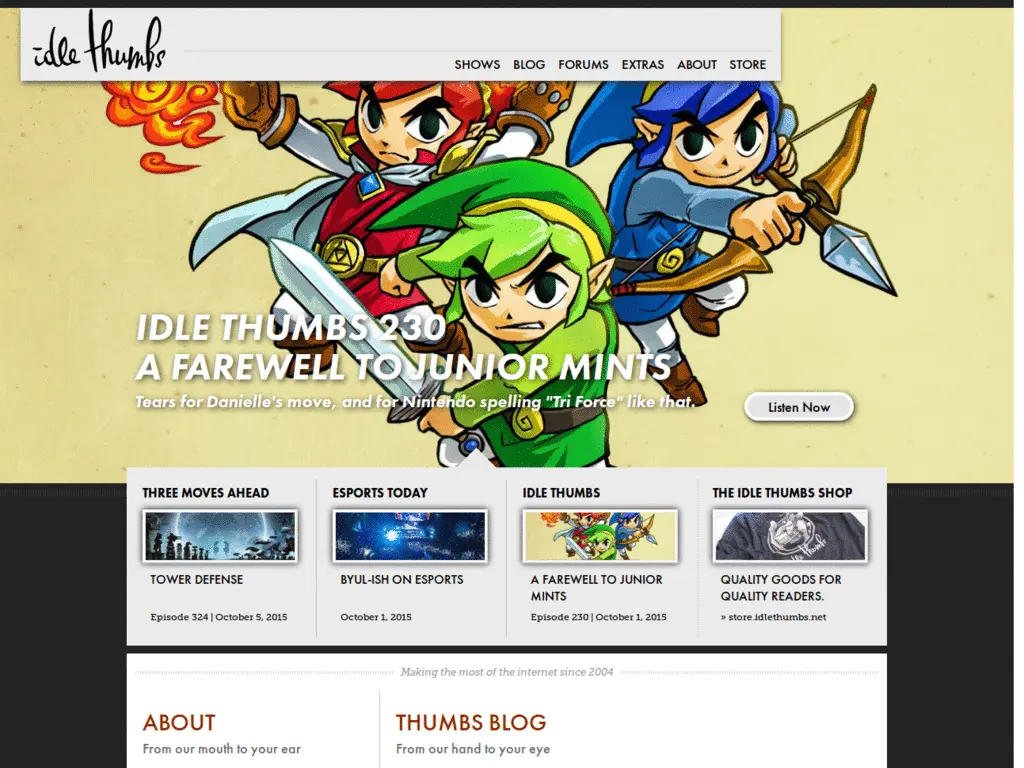 idle thumbs
SHOWS BLOG FORUMS EXTRAS ABOUT STORE
IDLE THUMBS 230
A FAREWELL TO JUNIOR MINTS
Tears for Danielle's move, and for Nintendo spelling "Tri Force" like that.
Listen Now
THREE MOVES AHEAD
TOWER DEFENSE
Episode 324 | October 5, 2015
ESPORTS TODAY
BYUL-ISH ON ESPORTS
October 1, 2015
IDLE THUMBS
A FAREWELL TO JUNIOR
MINTS
Episode 230 | October 1, 2015
THE IDLE THUMBS SHOP
idle thumbs
QUALITY GOODS FOR
QUALITY READERS.
» store.idlethumbs.net
Making the most of the internet since 2004
ABOUT
From our mouth to your ear
THUMBS BLOG
From our hand to your eye